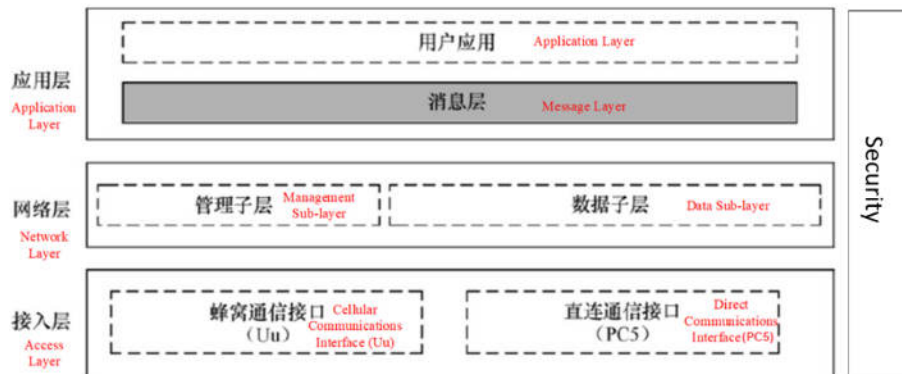 用户应用 Application Layer
应用层
Application
Layer
消息层 Message Layer
管理子层 Management
Sub-layer
数据子层 Data Sub-layer
网络层
Network
Layer
蜂窝通信接口 Cellular
（Uu） Communications
Interface (Uu)
直连通信接口 Direct
（PC5） Communications
Interface(PC5)
接入层
Access
Layer
Security